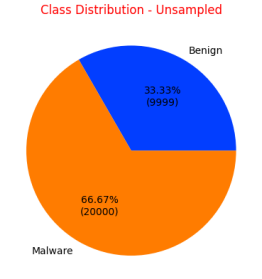 Class Distribution - Unsampled
Benign
33.33%
(9999)
66.67%
(20000)
Malware